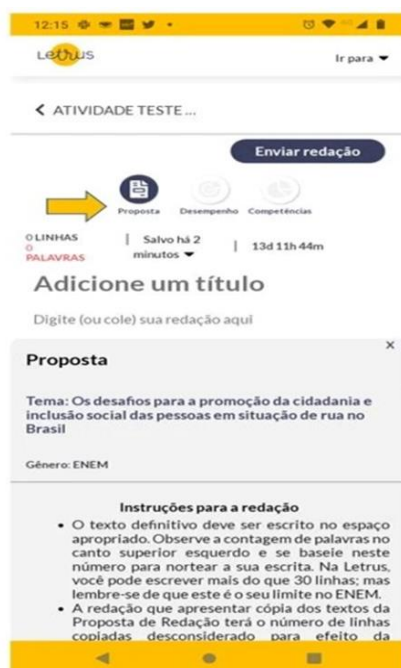 12:15
Letrus
Ir para
ATIVIDADE TESTE ...
Enviar redação
Proposta Desempenho Competências
0 LINHAS
0
PALAVRAS
| Salvo há 2
minutos
| 13d 11h 44m
Adicione um título
Digite (ou cole) sua redação aqui
Proposta
Tema: Os desafios para a promoção da cidadania e
inclusão social das pessoas em situação de rua no
Brasil
Gênero: ENEM
Instruções para a redação
• O texto definitivo deve ser escrito no espaço
apropriado. Observe a contagem de palavras no
canto superior esquerdo e se baseie neste
número para nortear a sua escrita. Na Letrus,
você pode escrever mais do que 30 linhas; mas
lembre-se de que este é o seu limite no ENEM.
• A redação que apresentar cópia dos textos da
Proposta de Redação terá o número de linhas
copiadas desconsiderado para efeito da